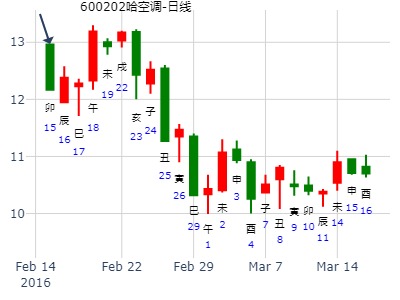 600202哈空调-日线
13
12
11
10
卯
15
辰
16
巳
17
午
18
未
19
戌
22
亥
23
子
24
丑
25
寅
26
巳
29
午
1
未
2
申
3
酉
4
子
7
丑
8
寅
9
卯
10
辰
11
未
14
申
15
酉
16
Feb 14
2016
Feb 22
Feb 29
Mar 7
Mar 14